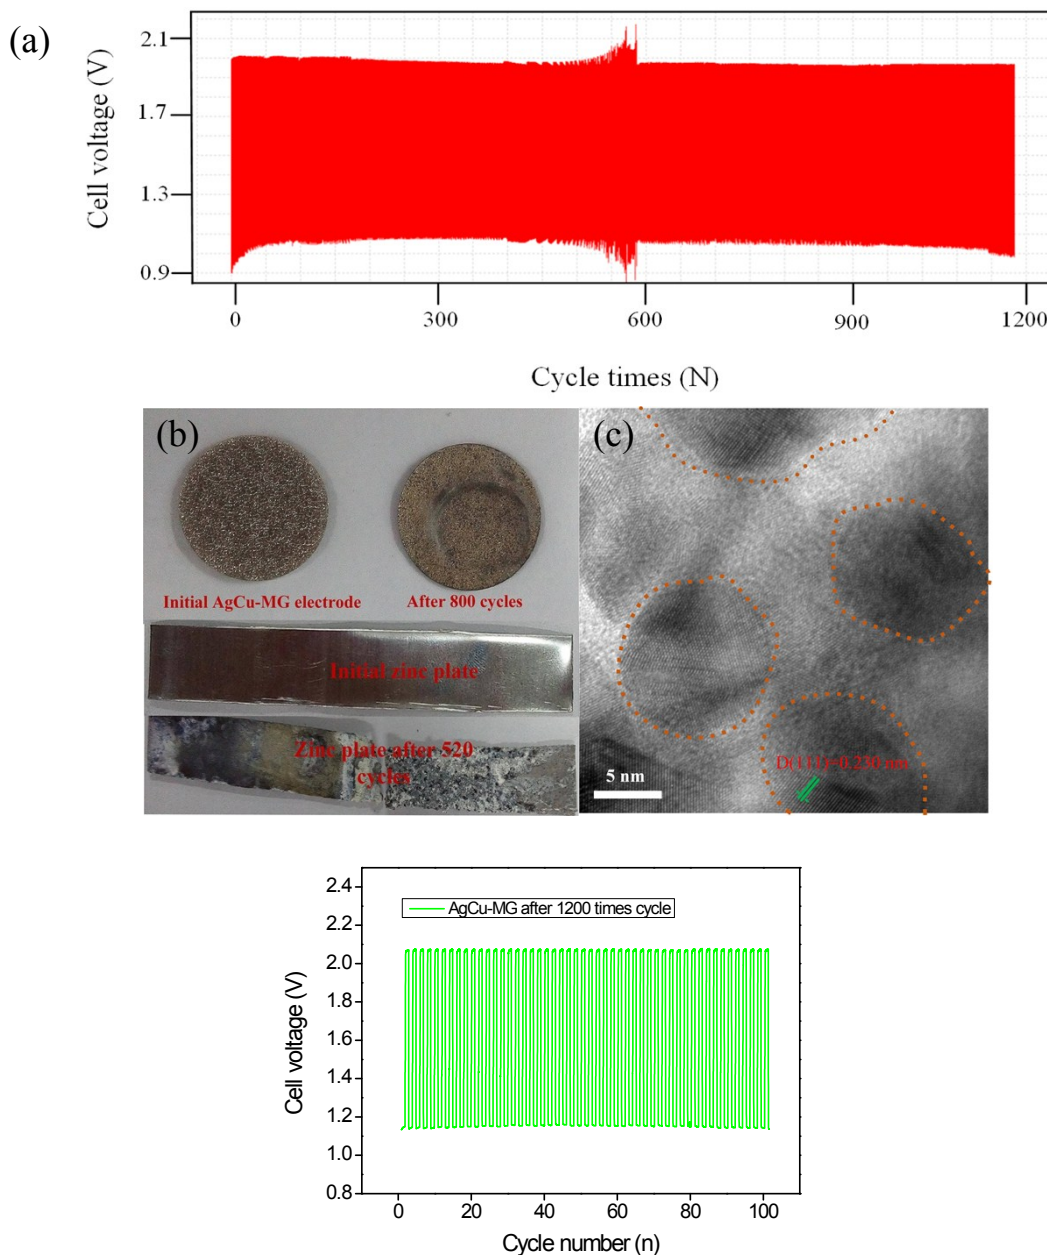 (a)
Cell voltage (V)
2.1
1.7
1.3
0.9
0
300
600
900
1200
Cycle times (N)
(b)
Initial AgCu-MG electrode
After 800 cycles
Initial zinc plate
Zinc plate after 520
cycles
(c)
D(111)=0.230 nm
5 nm
Cell voltage (V)
2.4
2.2
2.0
1.8
1.6
1.4
1.2
1.0
0.8
AgCu-MG after 1200 times cycle
0
20
40
60
80
100
Cycle number (n)